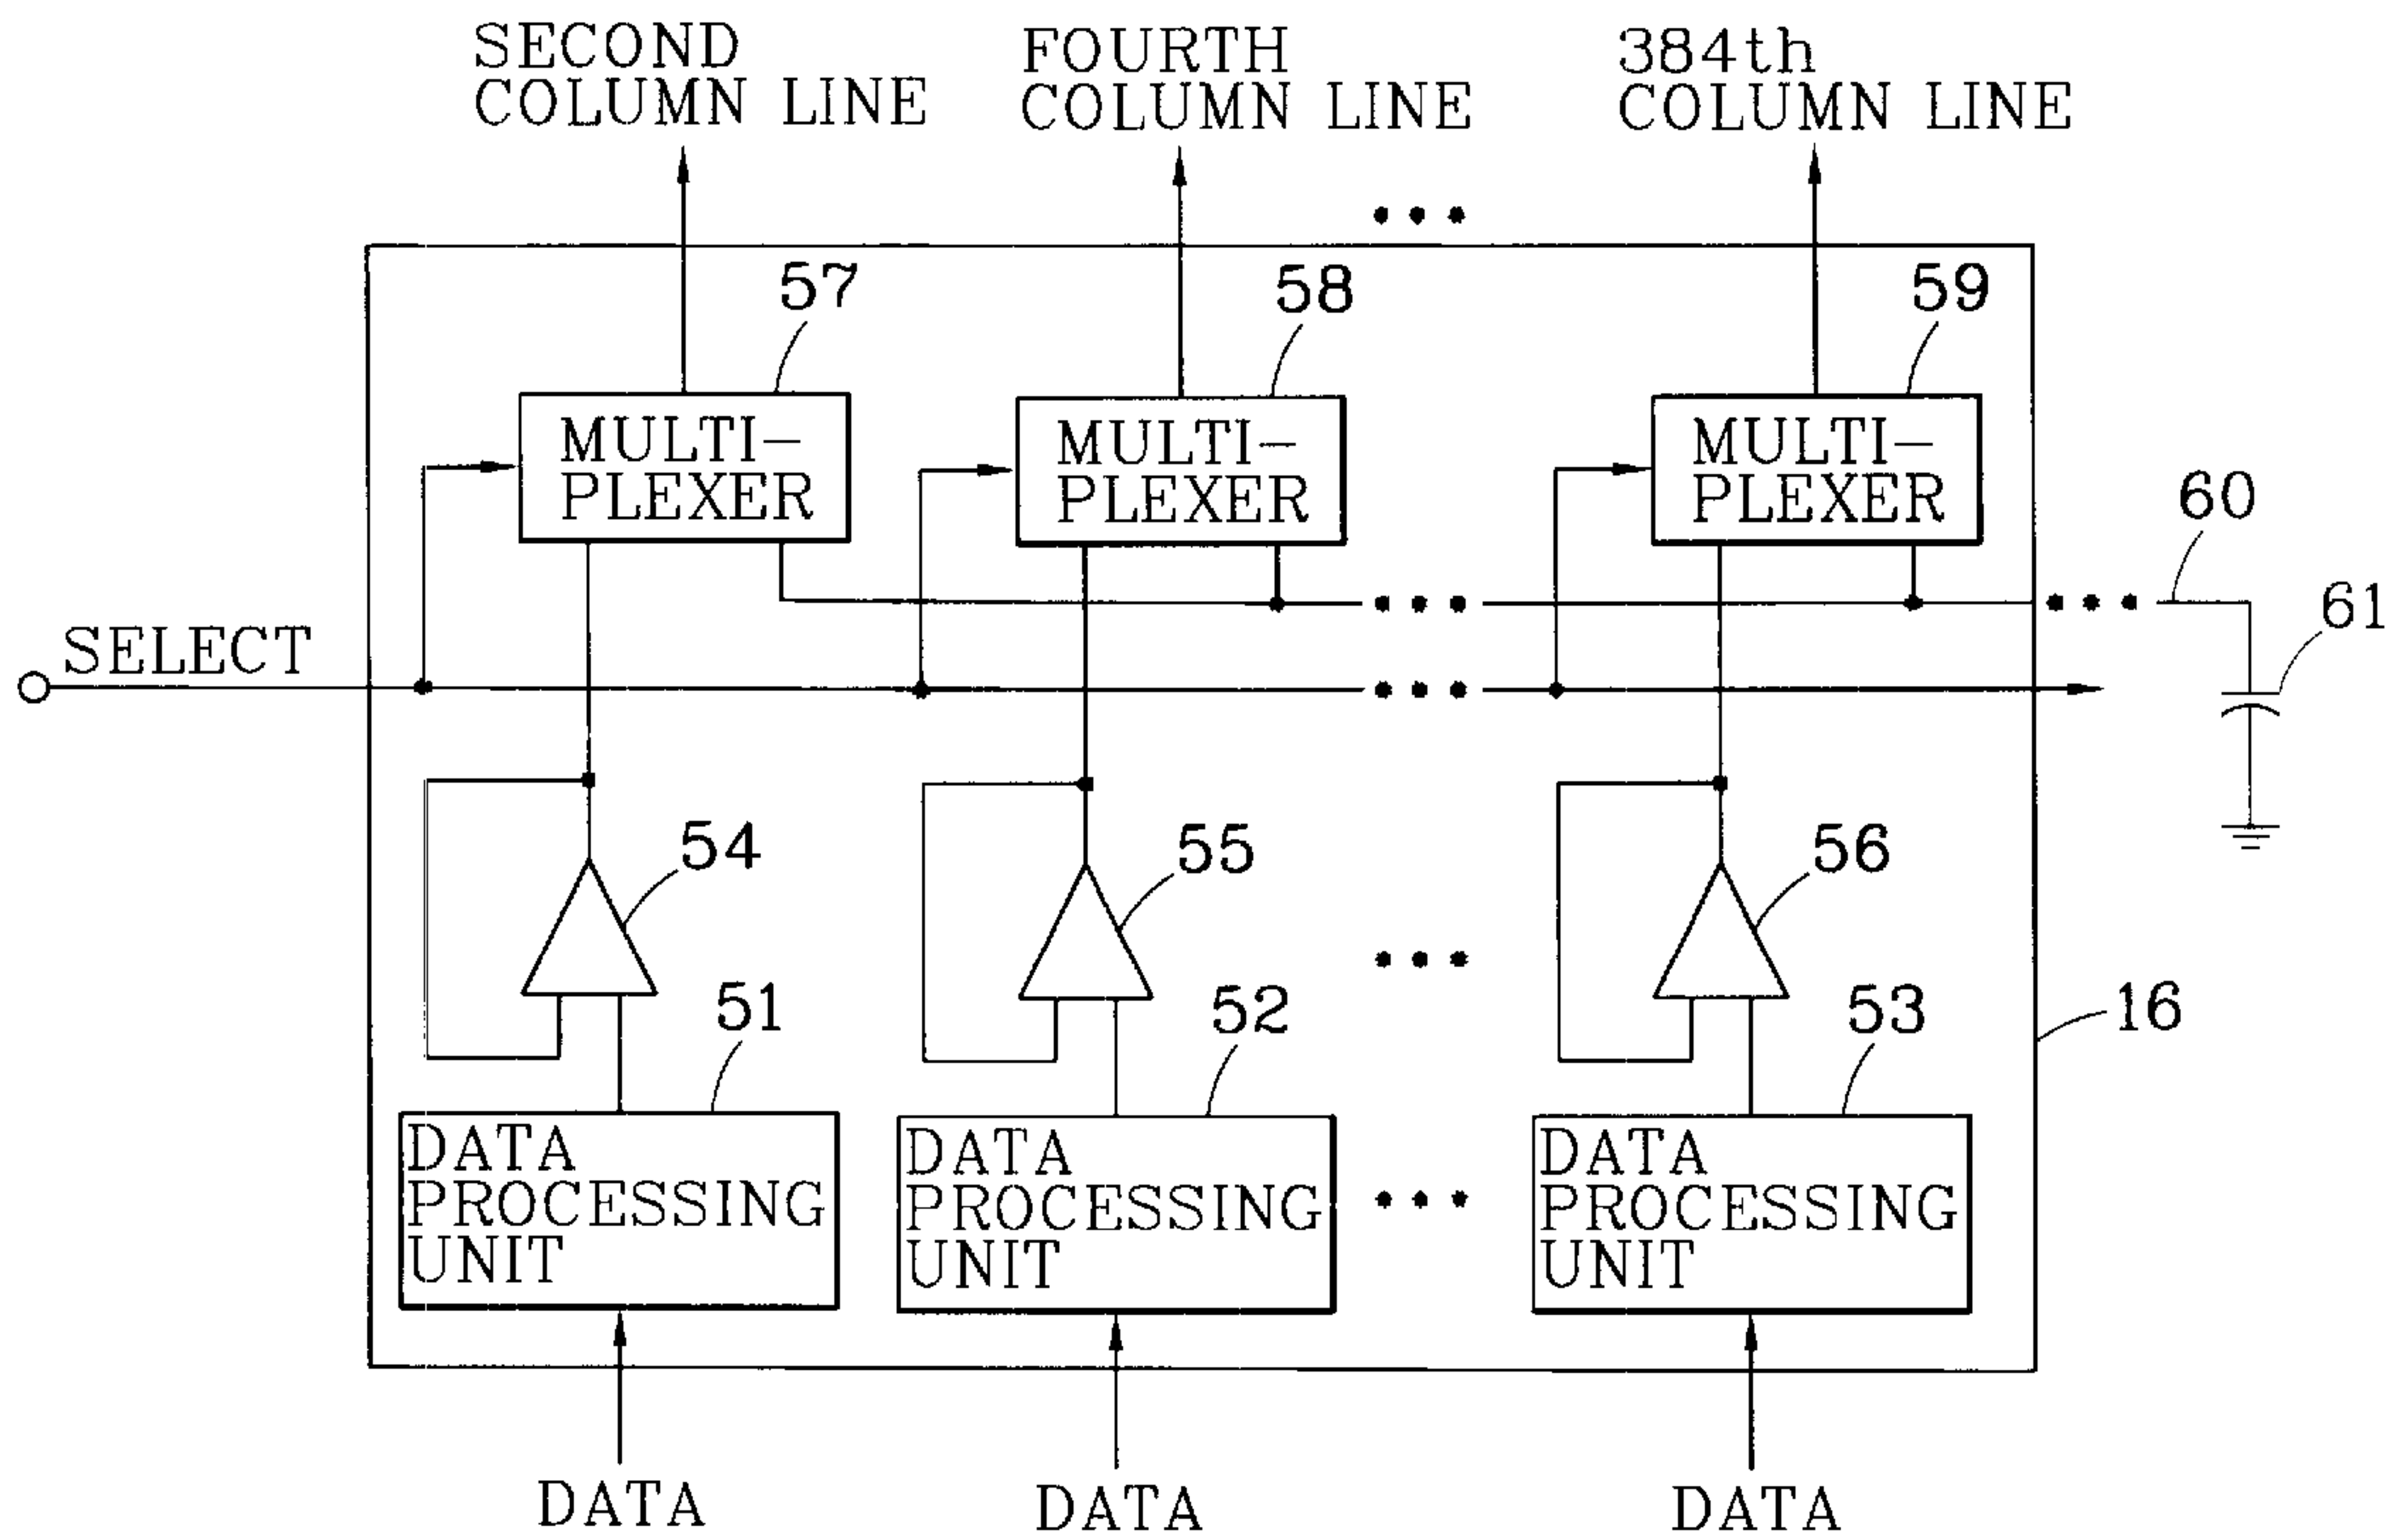 SECOND
COLUMN LINE
FOURTH
COLUMN LINE
384th
COLUMN LINE
57
58
59
MULTI-
PLEXER
MULTI-
PLEXER
MULTI-
PLEXER
60
61
SELECT
54
55
56
51
52
53
16
DATA
PROCESSING
UNIT
DATA
PROCESSING
UNIT
DATA
PROCESSING
UNIT
DATA
DATA
DATA